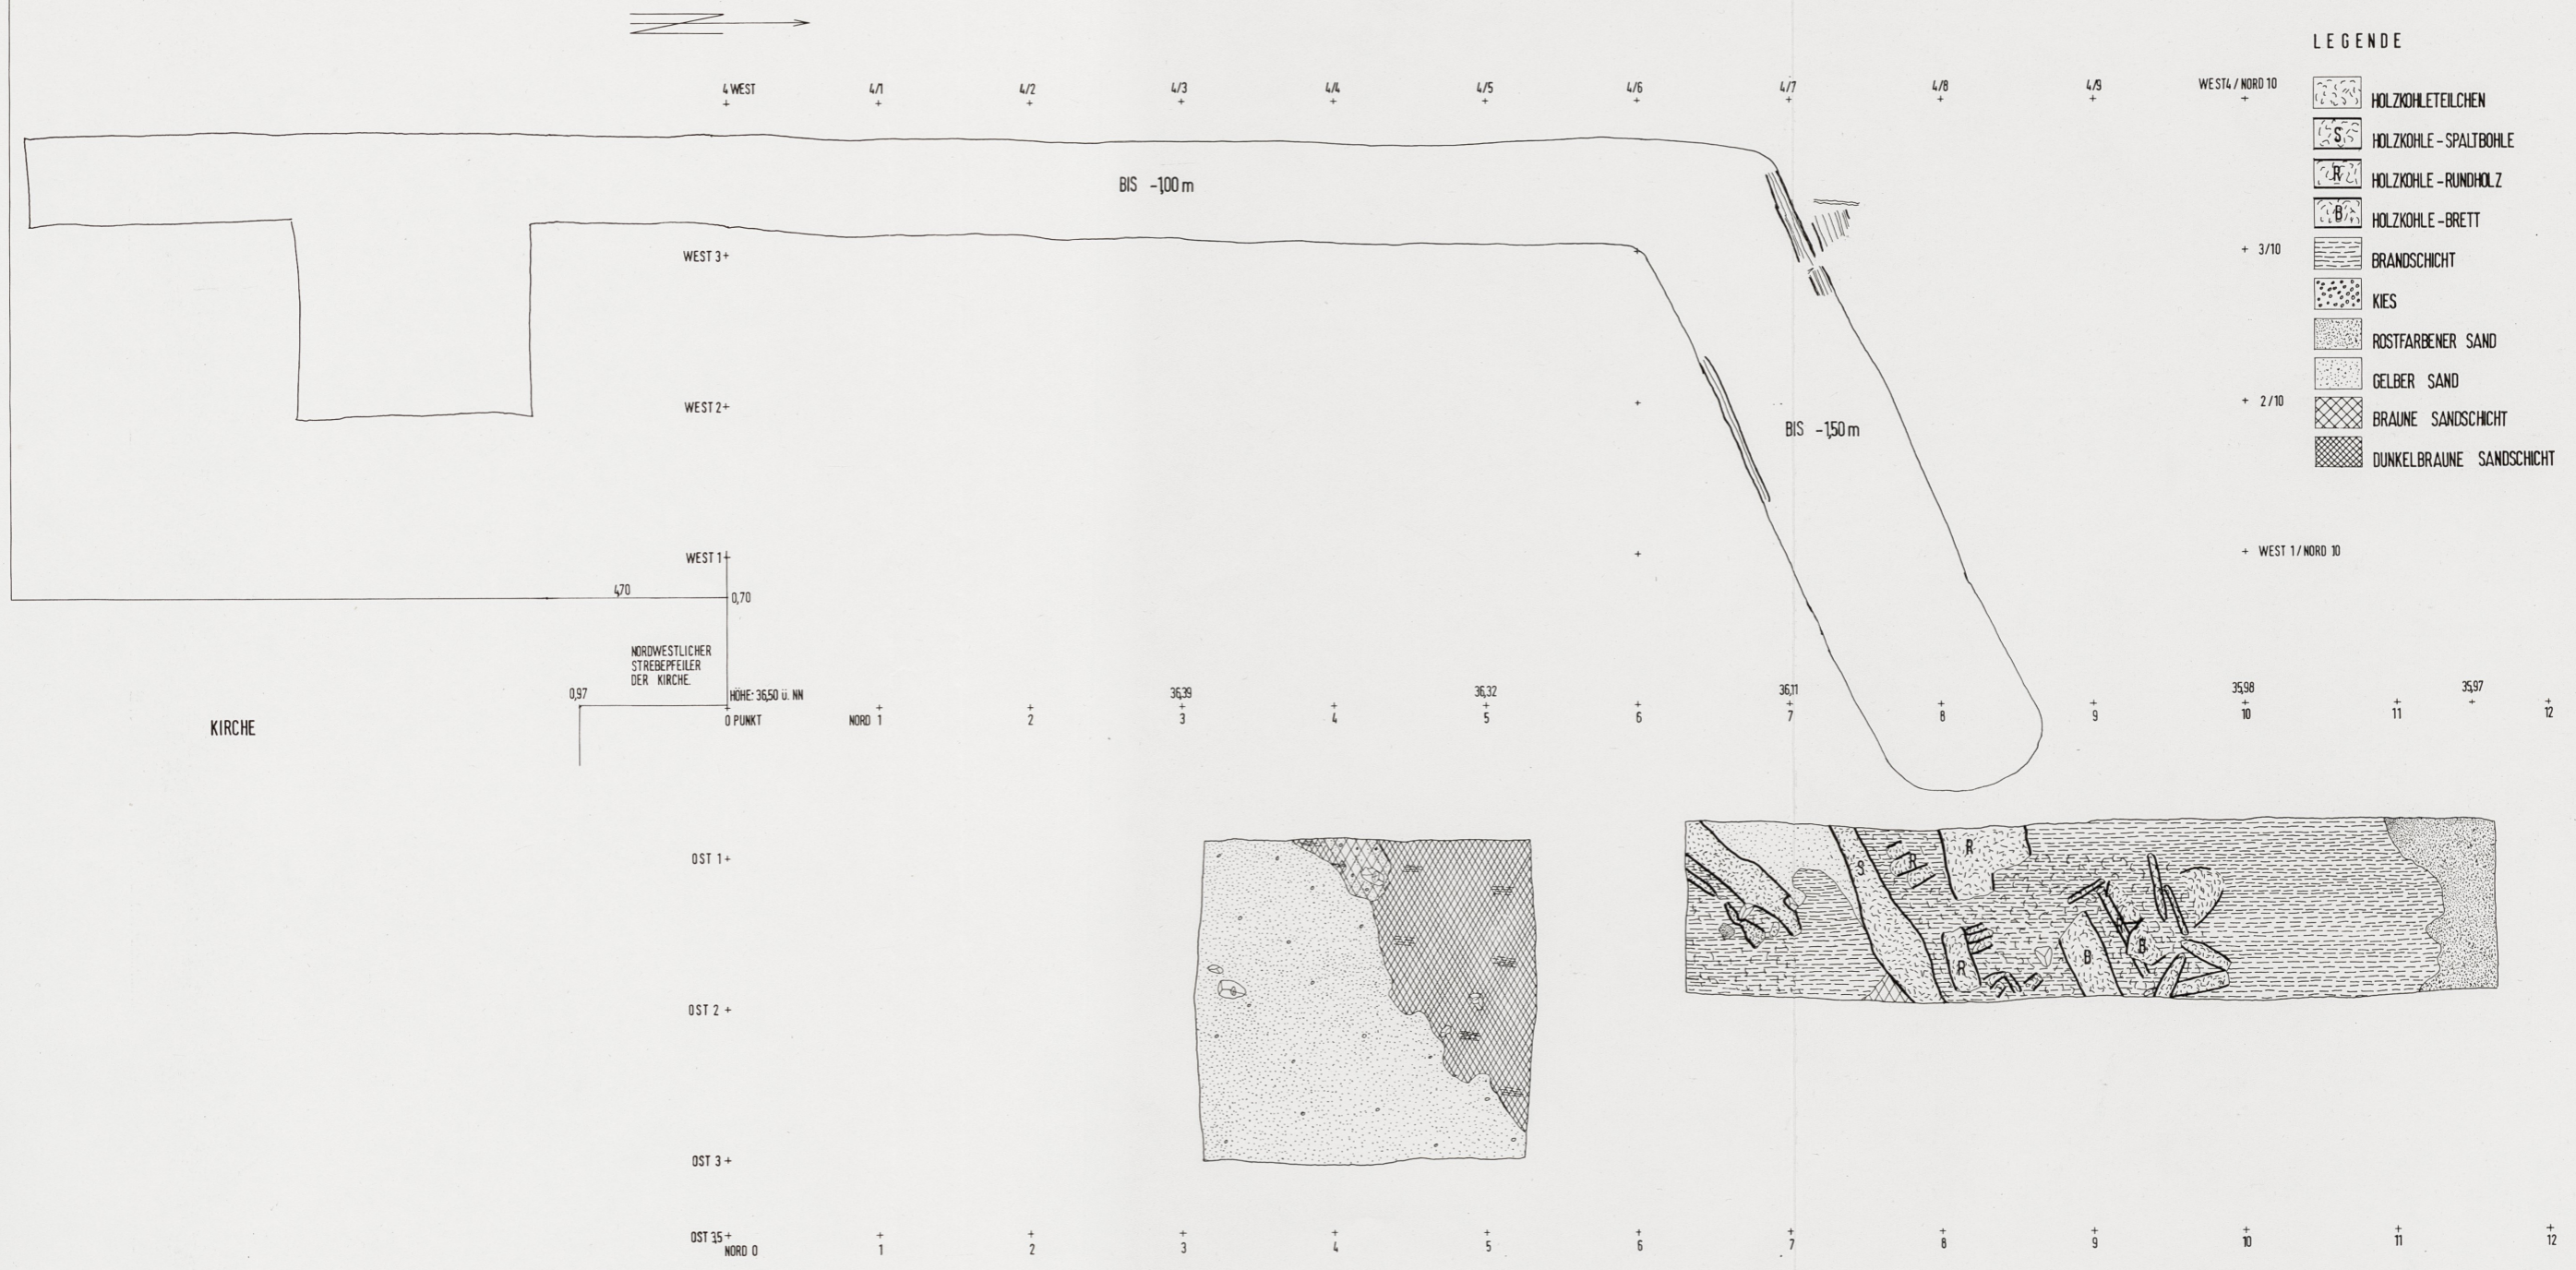 LEGENDE
4 WEST 4/1 4/2 4/3 4/4 4/5 4/6 4/7 4/8 4/9 WEST4 / NORD 10
HOLZKOHLETEILCHEN
S HOLZKOHLE - SPALTBOHLE
R HOLZKOHLE - RUNDHOLZ
B HOLZKOHLE - BRETT
BRANDSCHICHT
KIES
ROSTFARBENER SAND
GELBER SAND
BRAUNE SANDSCHICHT
DUNKELBRAUNE SANDSCHICHT
BIS -1,00 m
WEST 3+
+ 3/10
WEST 2+
+ 2/10
BIS -1,50 m
WEST 1+
+ WEST 1/ NORD 10
4,70
0,70
NORDWESTLICHER
STREBEPFEILER
DER KIRCHE.
0,97
HÖHE: 36,50 ü. NN
36,39 36,32 36,11 35,98 35,97
KIRCHE
0 PUNKT NORD 1 2 3 4 5 6 7 8 9 10 11 12
OST 1+
S R R
R B B
OST 2 +
OST 3 +
OST 3,5+
NORD 0 1 2 3 4 5 6 7 8 9 10 11 12